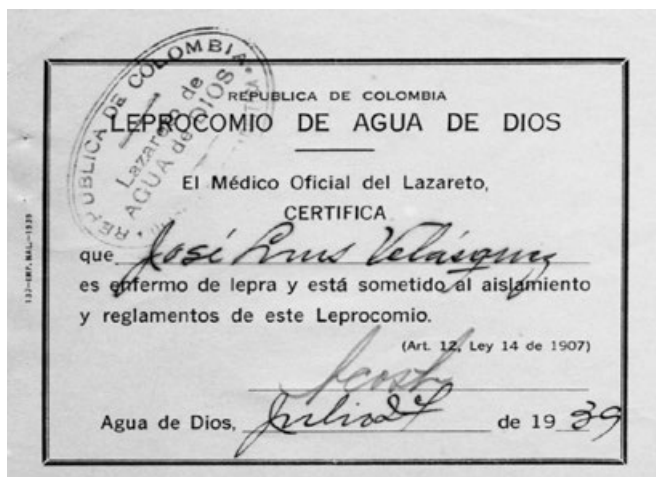 REPUBLICA DE COLOMBIA
Lazareto de
AGUA de DIOS
REPUBLICA DE COLOMBIA
LEPROCOMIO DE AGUA DE DIOS
El Médico Oficial del Lazareto,
CERTIFICA
que José Luis Velásquez
es enfermo de lepra y está sometido al aislamiento
y reglamentos de este Leprocomio.
(Art. 12, Ley 14 de 1907)
Acosta
Agua de Dios, Julio 27 de 1939